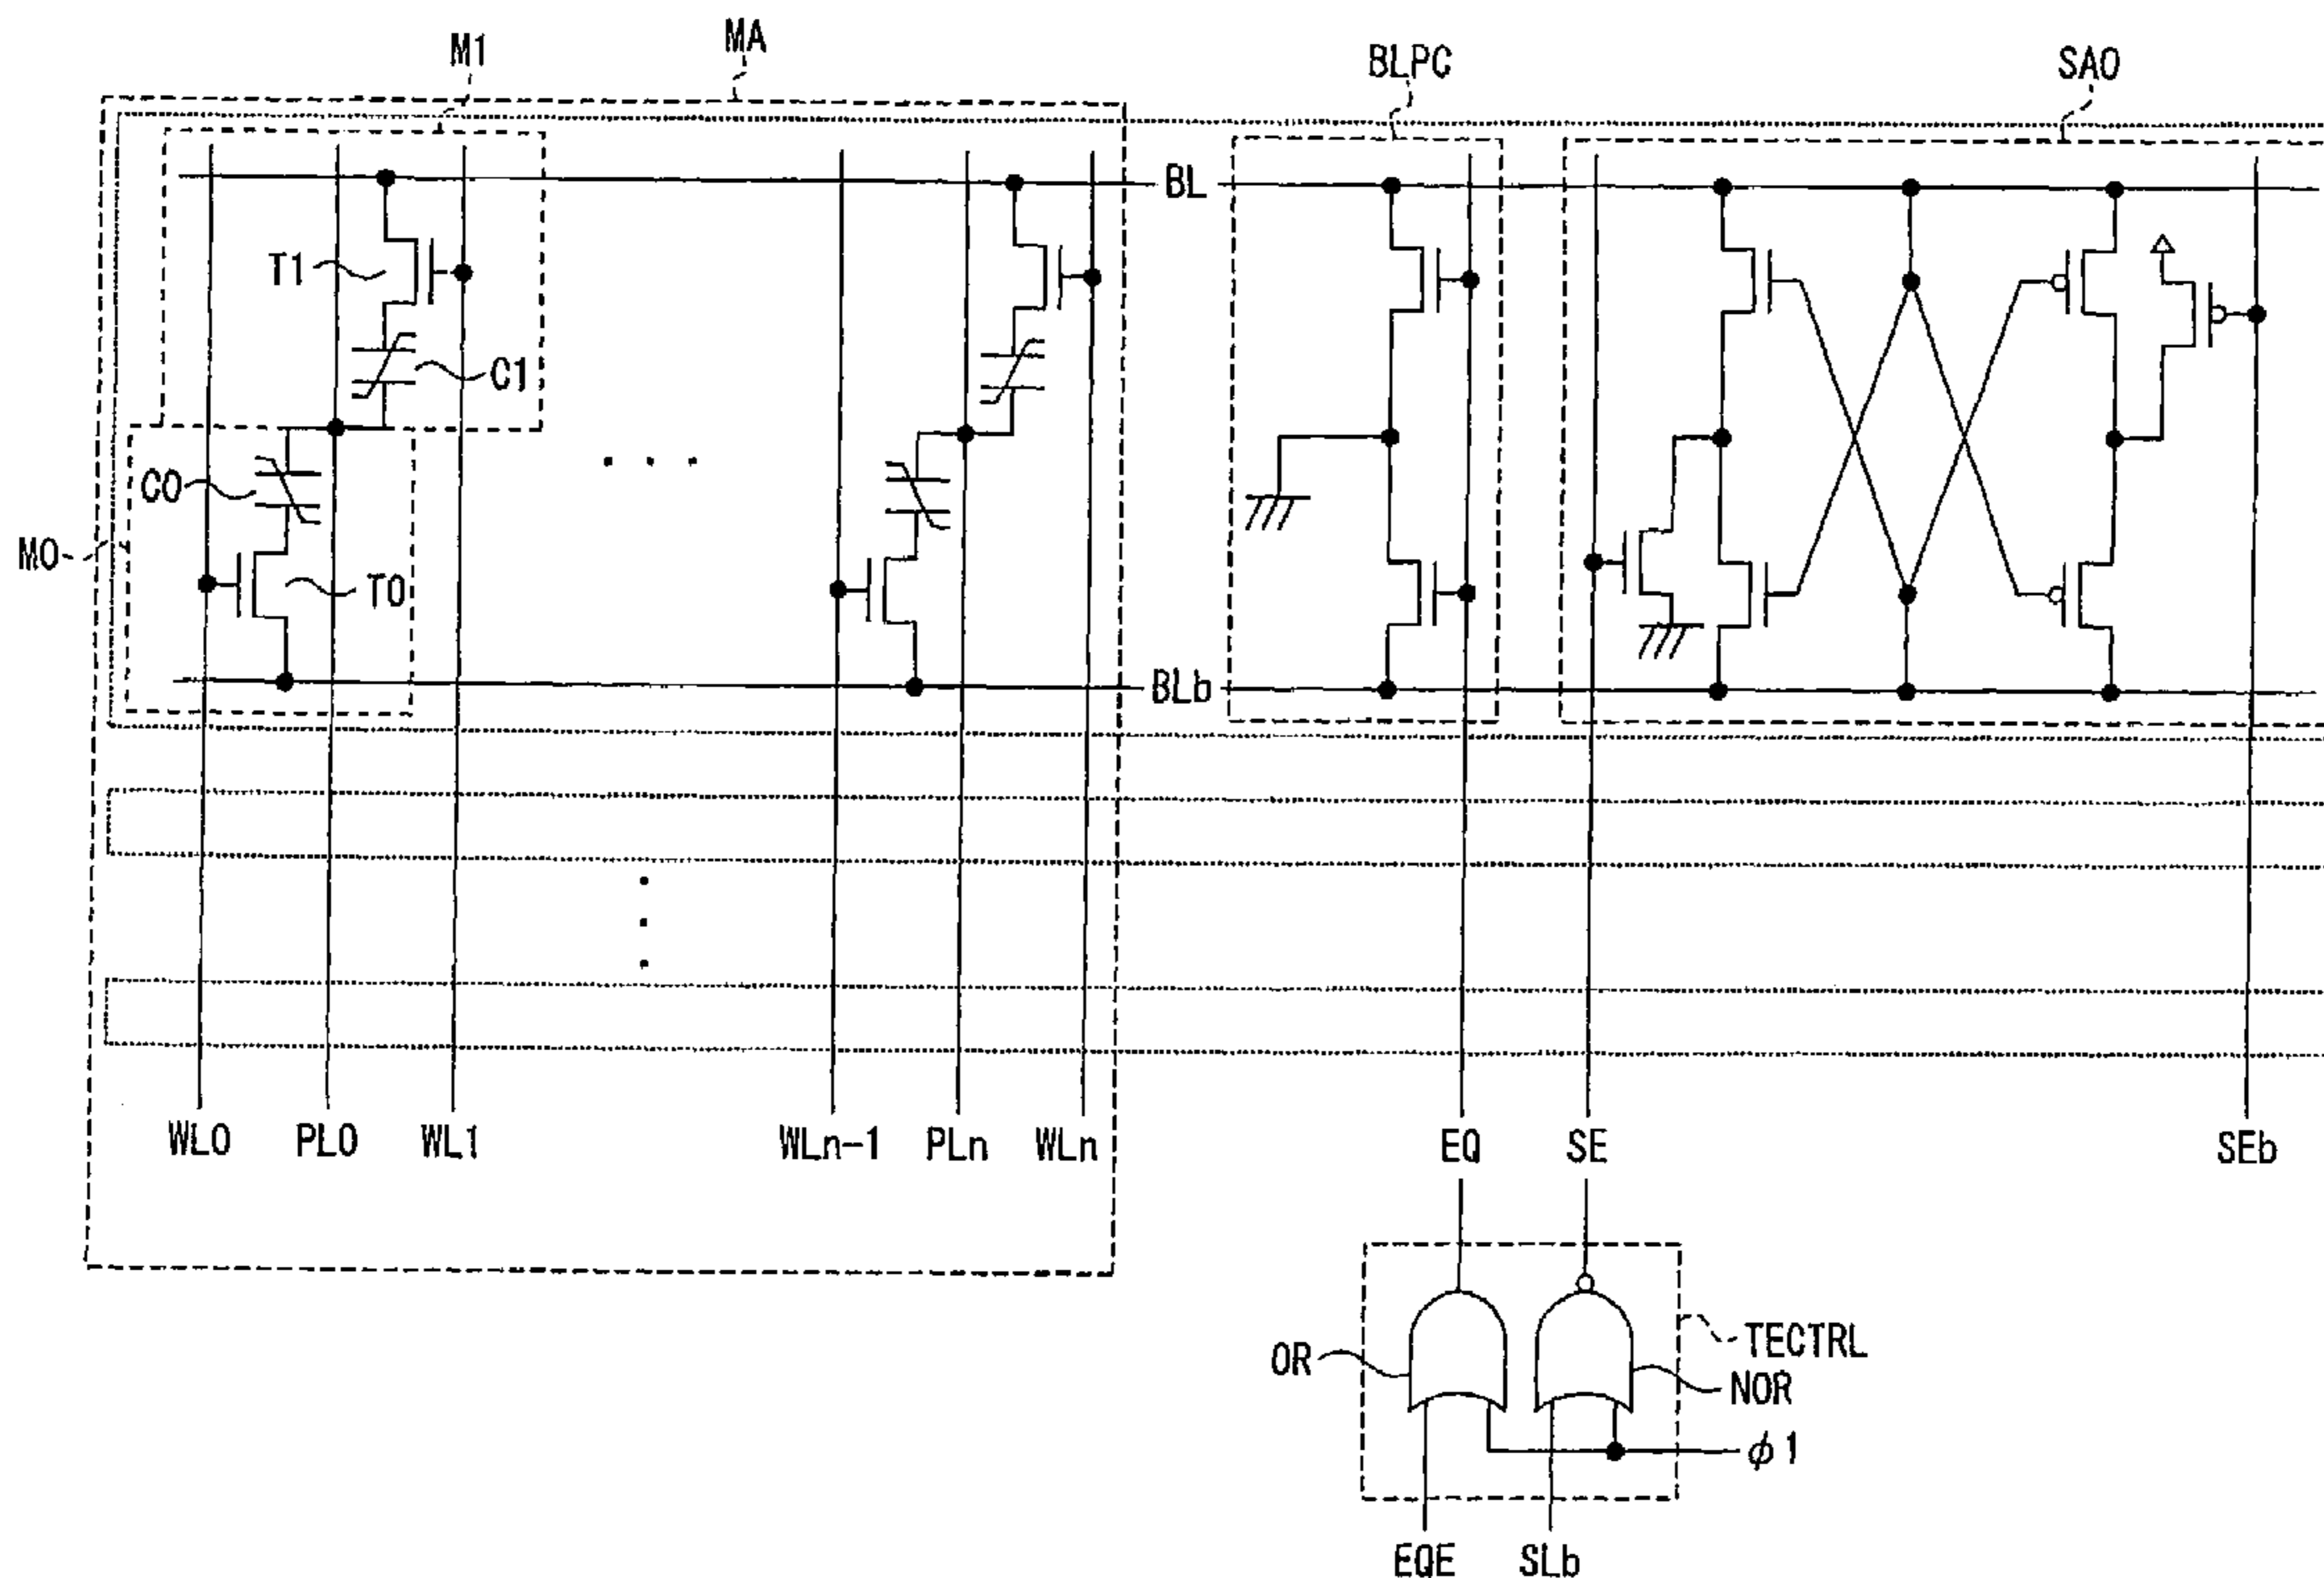 M1
MA
BLPC
SA0
BL
T1
C1
C0
M0
T0
BLb
WL0
PL0
WL1
WLn-1
PLn
WLn
EQ
SE
SEb
OR
TECTRL
NOR
φ1
EQE
SLb